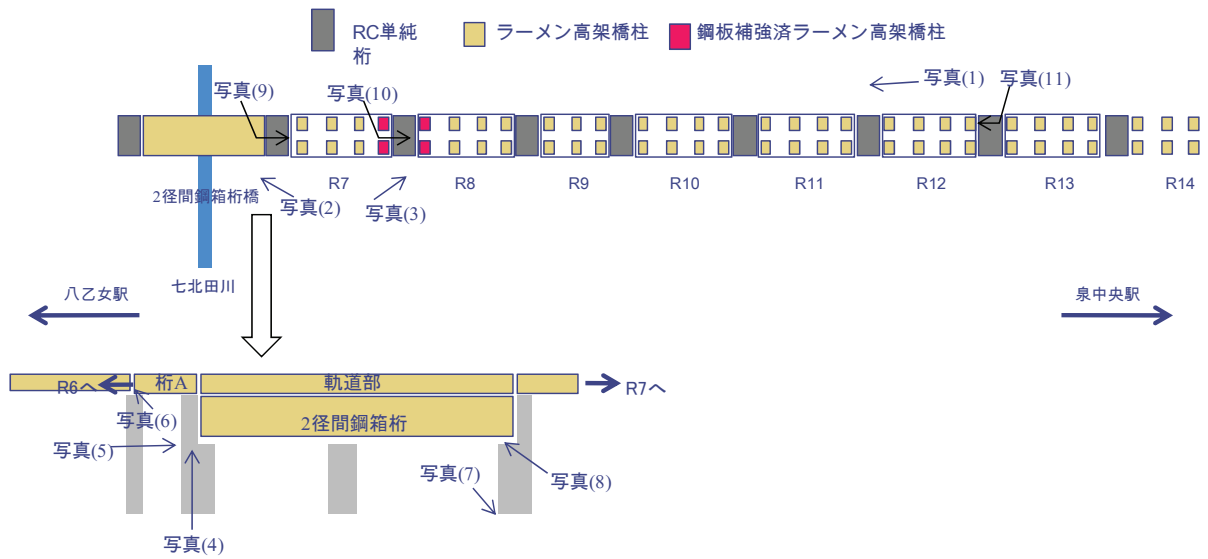 RC単純
桁
ラーメン高架橋柱
鋼板補強済ラーメン高架橋柱
写真(9)
写真(10)
写真(1)
写真(11)
2径間鋼箱桁橋
R7
R8
R9
R10
R11
R12
R13
R14
写真(2)
写真(3)
七北田川
八乙女駅
泉中央駅
R6へ
桁A
軌道部
R7へ
写真(6)
2径間鋼箱桁
写真(5)
写真(7)
写真(8)
写真(4)